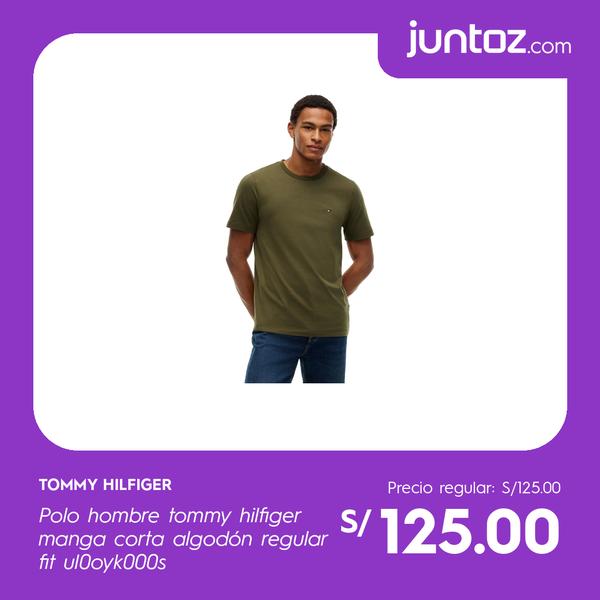 juntoz.com
TOMMY HILFIGER
Polo hombre tommy hilfiger
manga corta algodón regular
fit ul0oyk000s
Precio regular: S/125.00
S/ 125.00